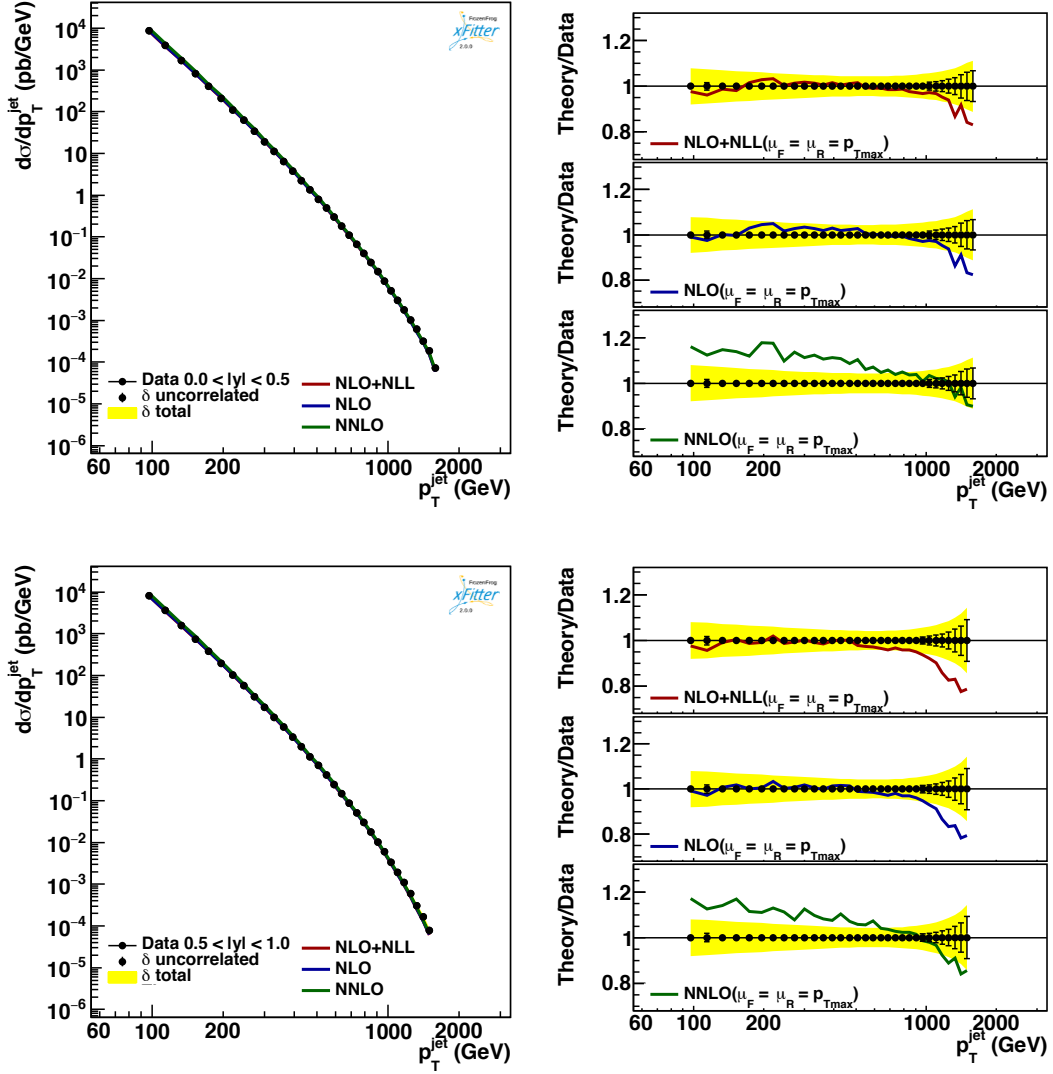 dσ/dp_T^jet (pb/GeV)
10^4
10^3
10^2
10
1
10^−1
10^−2
10^−3
10^−4
10^−5
10^−6
FrozenFrog
xFitter
2.0.0
Data 0.0 < |y| < 0.5
δ uncorrelated
δ total
NLO+NLL
NLO
NNLO
60 100 200 1000 2000
p_T^jet (GeV)
Theory/Data
1.2
1
0.8
NLO+NLL(μ_F = μ_R = p_Tmax)
Theory/Data
1.2
1
0.8
NLO(μ_F = μ_R = p_Tmax)
Theory/Data
1.2
1
0.8
NNLO(μ_F = μ_R = p_Tmax)
60 100 200 1000 2000
p_T^jet (GeV)
dσ/dp_T^jet (pb/GeV)
10^4
10^3
10^2
10
1
10^−1
10^−2
10^−3
10^−4
10^−5
10^−6
FrozenFrog
xFitter
2.0.0
Data 0.5 < |y| < 1.0
δ uncorrelated
δ total
NLO+NLL
NLO
NNLO
60 100 200 1000 2000
p_T^jet (GeV)
Theory/Data
1.2
1
0.8
NLO+NLL(μ_F = μ_R = p_Tmax)
Theory/Data
1.2
1
0.8
NLO(μ_F = μ_R = p_Tmax)
Theory/Data
1.2
1
0.8
NNLO(μ_F = μ_R = p_Tmax)
60 100 200 1000 2000
p_T^jet (GeV)